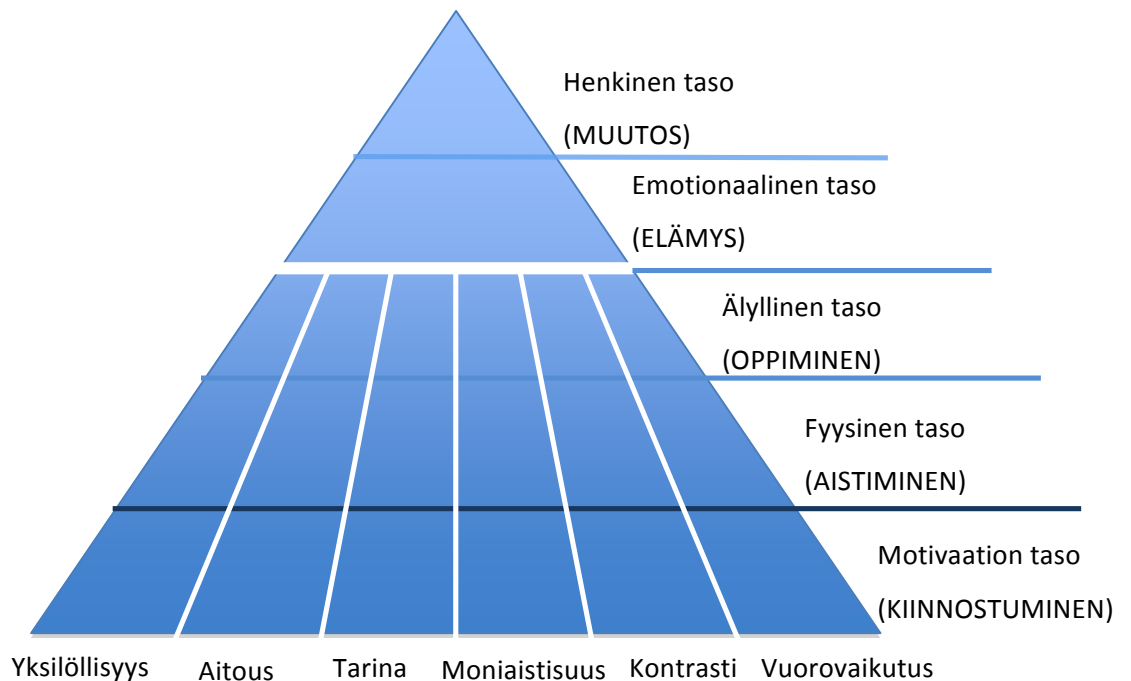 Henkinen taso
(MUUTOS)
Emotionaalinen taso
(ELÄMYS)
Älyllinen taso
(OPPIMINEN)
Fyysinen taso
(AISTIMINEN)
Motivaation taso
(KIINNOSTUMINEN)
Yksilöllisyys Aitous Tarina Moniaistisuus Kontrasti Vuorovaikutus